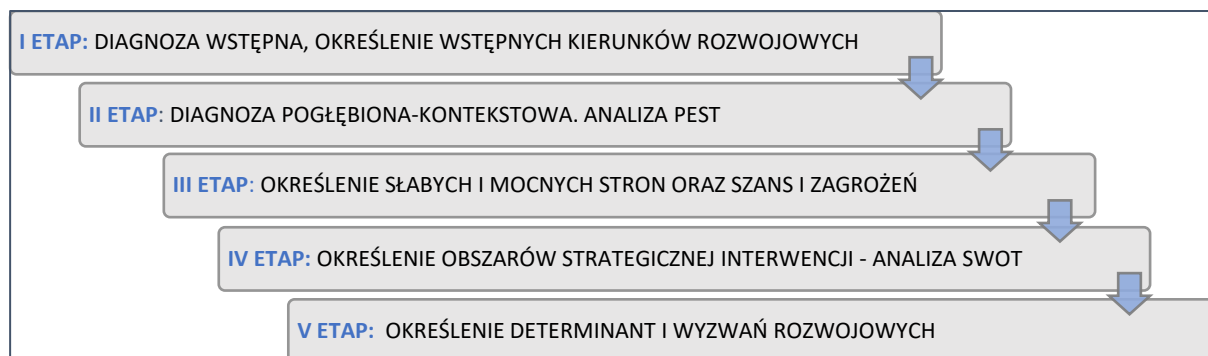 I ETAP: DIAGNOZA WSTĘPNA, OKREŚLENIE WSTĘPNYCH KIERUNKÓW ROZWOJOWYCH
II ETAP: DIAGNOZA POGŁĘBIONA-KONTEKSTOWA. ANALIZA PEST
III ETAP: OKREŚLENIE SŁABYCH I MOCNYCH STRON ORAZ SZANS I ZAGROŻEŃ
IV ETAP: OKREŚLENIE OBSZARÓW STRATEGICZNEJ INTERWENCJI - ANALIZA SWOT
V ETAP: OKREŚLENIE DETERMINANT I WYZWAŃ ROZWOJOWYCH